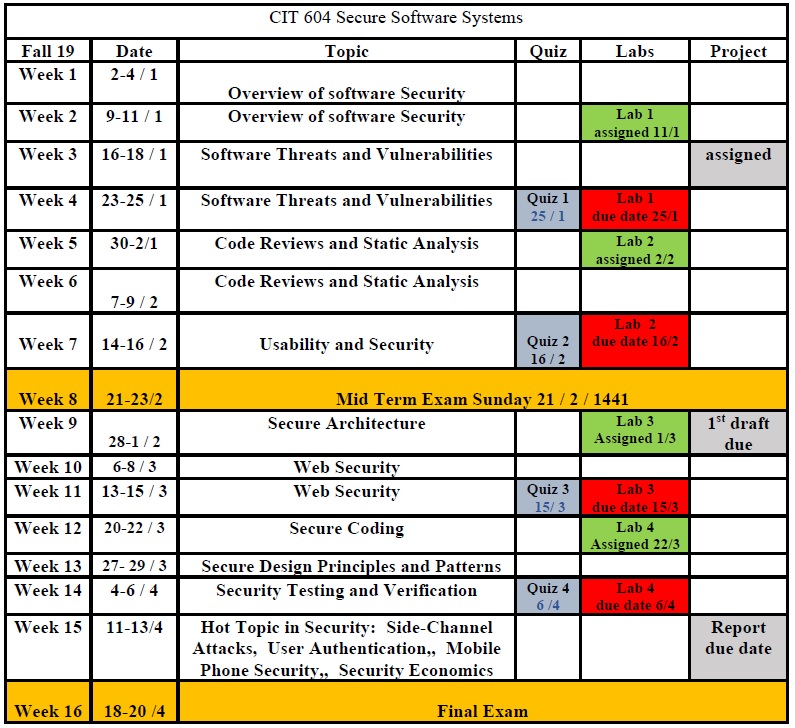 CIT 604 Secure Software Systems
Fall 19 Date Topic Quiz Labs Project
Week 1 2-4 / 1 Overview of software Security
Week 2 9-11 / 1 Overview of software Security Lab 1
assigned 11/1
Week 3 16-18 / 1 Software Threats and Vulnerabilities assigned
Week 4 23-25 / 1 Software Threats and Vulnerabilities Quiz 1 Lab 1
25 / 1 due date 25/1
Week 5 30-2/1 Code Reviews and Static Analysis Lab 2
assigned 2/2
Week 6 Code Reviews and Static Analysis
7-9 / 2
Week 7 14-16 / 2 Usability and Security Quiz 2 Lab 2
16 / 2 due date 16/2
Week 8 21-23/2 Mid Term Exam Sunday 21 / 2 / 1441
Week 9 Secure Architecture Lab 3 1st draft
28-1 / 2 Assigned 1/3 due
Week 10 6-8 / 3 Web Security
Week 11 13-15 / 3 Web Security Quiz 3 Lab 3
15/ 3 due date 15/3
Week 12 20-22 / 3 Secure Coding Lab 4
Assigned 22/3
Week 13 27- 29 / 3 Secure Design Principles and Patterns
Week 14 4-6 / 4 Security Testing and Verification Quiz 4 Lab 4
6 /4 due date 6/4
Week 15 11-13/4 Hot Topic in Security: Side-Channel Report
Attacks, User Authentication,, Mobile due date
Phone Security,, Security Economics
Week 16 18-20 /4 Final Exam